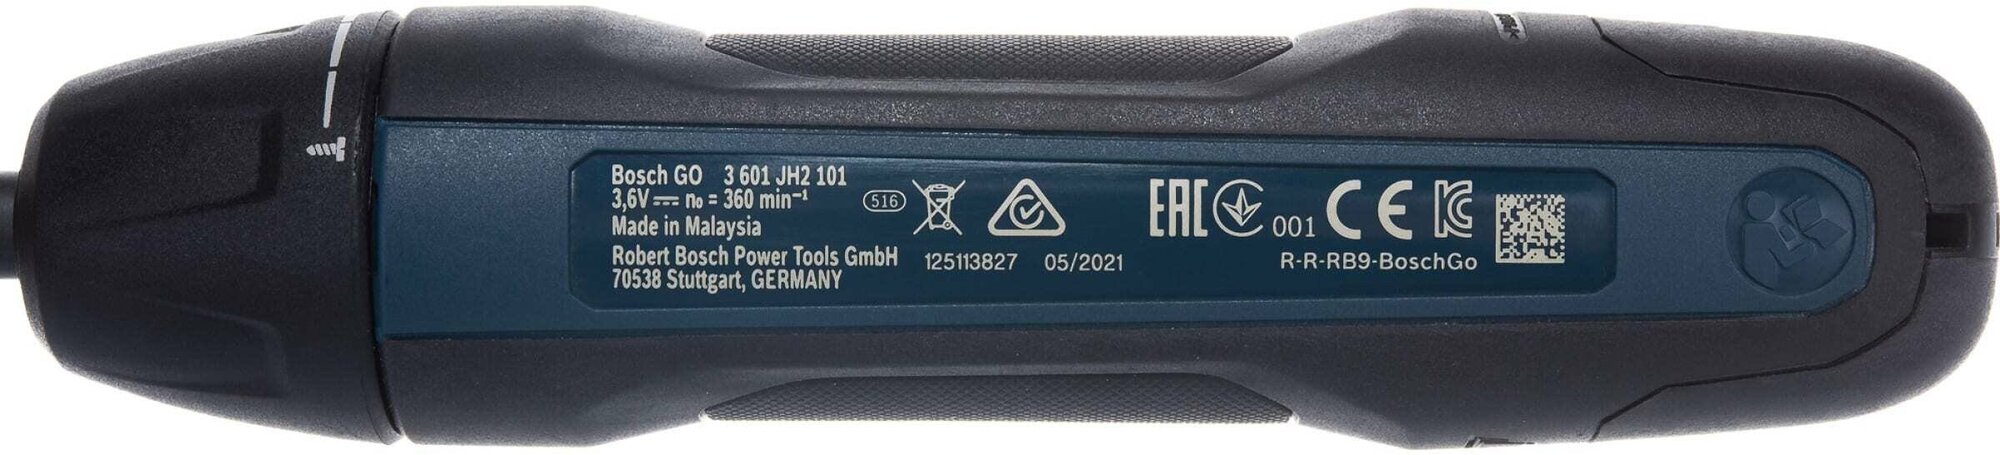 Bosch GO 3 601 JH2 101
3,6V n₀ = 360 min⁻¹
Made in Malaysia
Robert Bosch Power Tools GmbH
70538 Stuttgart, GERMANY
516
125113827 05/2021
EAC
001
CE
R-R-RB9-BoschGo